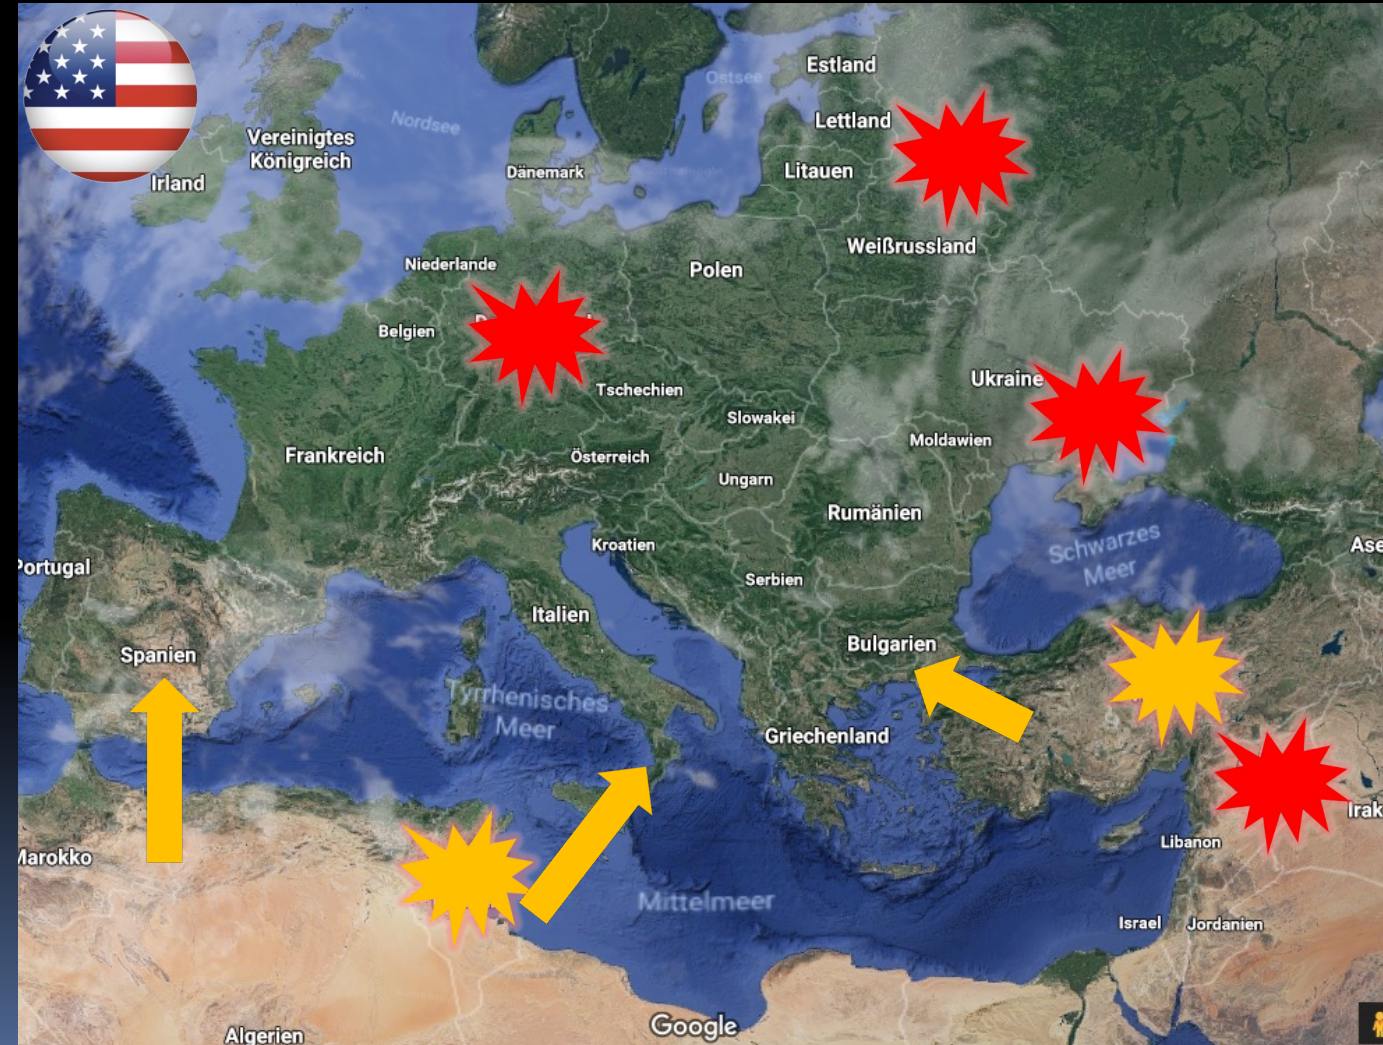 Estland
Ostsee
Lettland
Nordsee
Vereinigtes
Königreich
Dänemark
Litauen
Irland
Weißrussland
Niederlande
Polen
Belgien
Ukraine
Tschechien
Slowakei
Moldawien
Frankreich
Österreich
Ungarn
Rumänien
Kroatien
Schwarzes
Meer
Ase
Portugal
Serbien
Italien
Bulgarien
Spanien
Tyrrhenisches
Meer
Griechenland
Irak
Libanon
Marokko
Mittelmeer
Israel
Jordanien
Google
Algerien